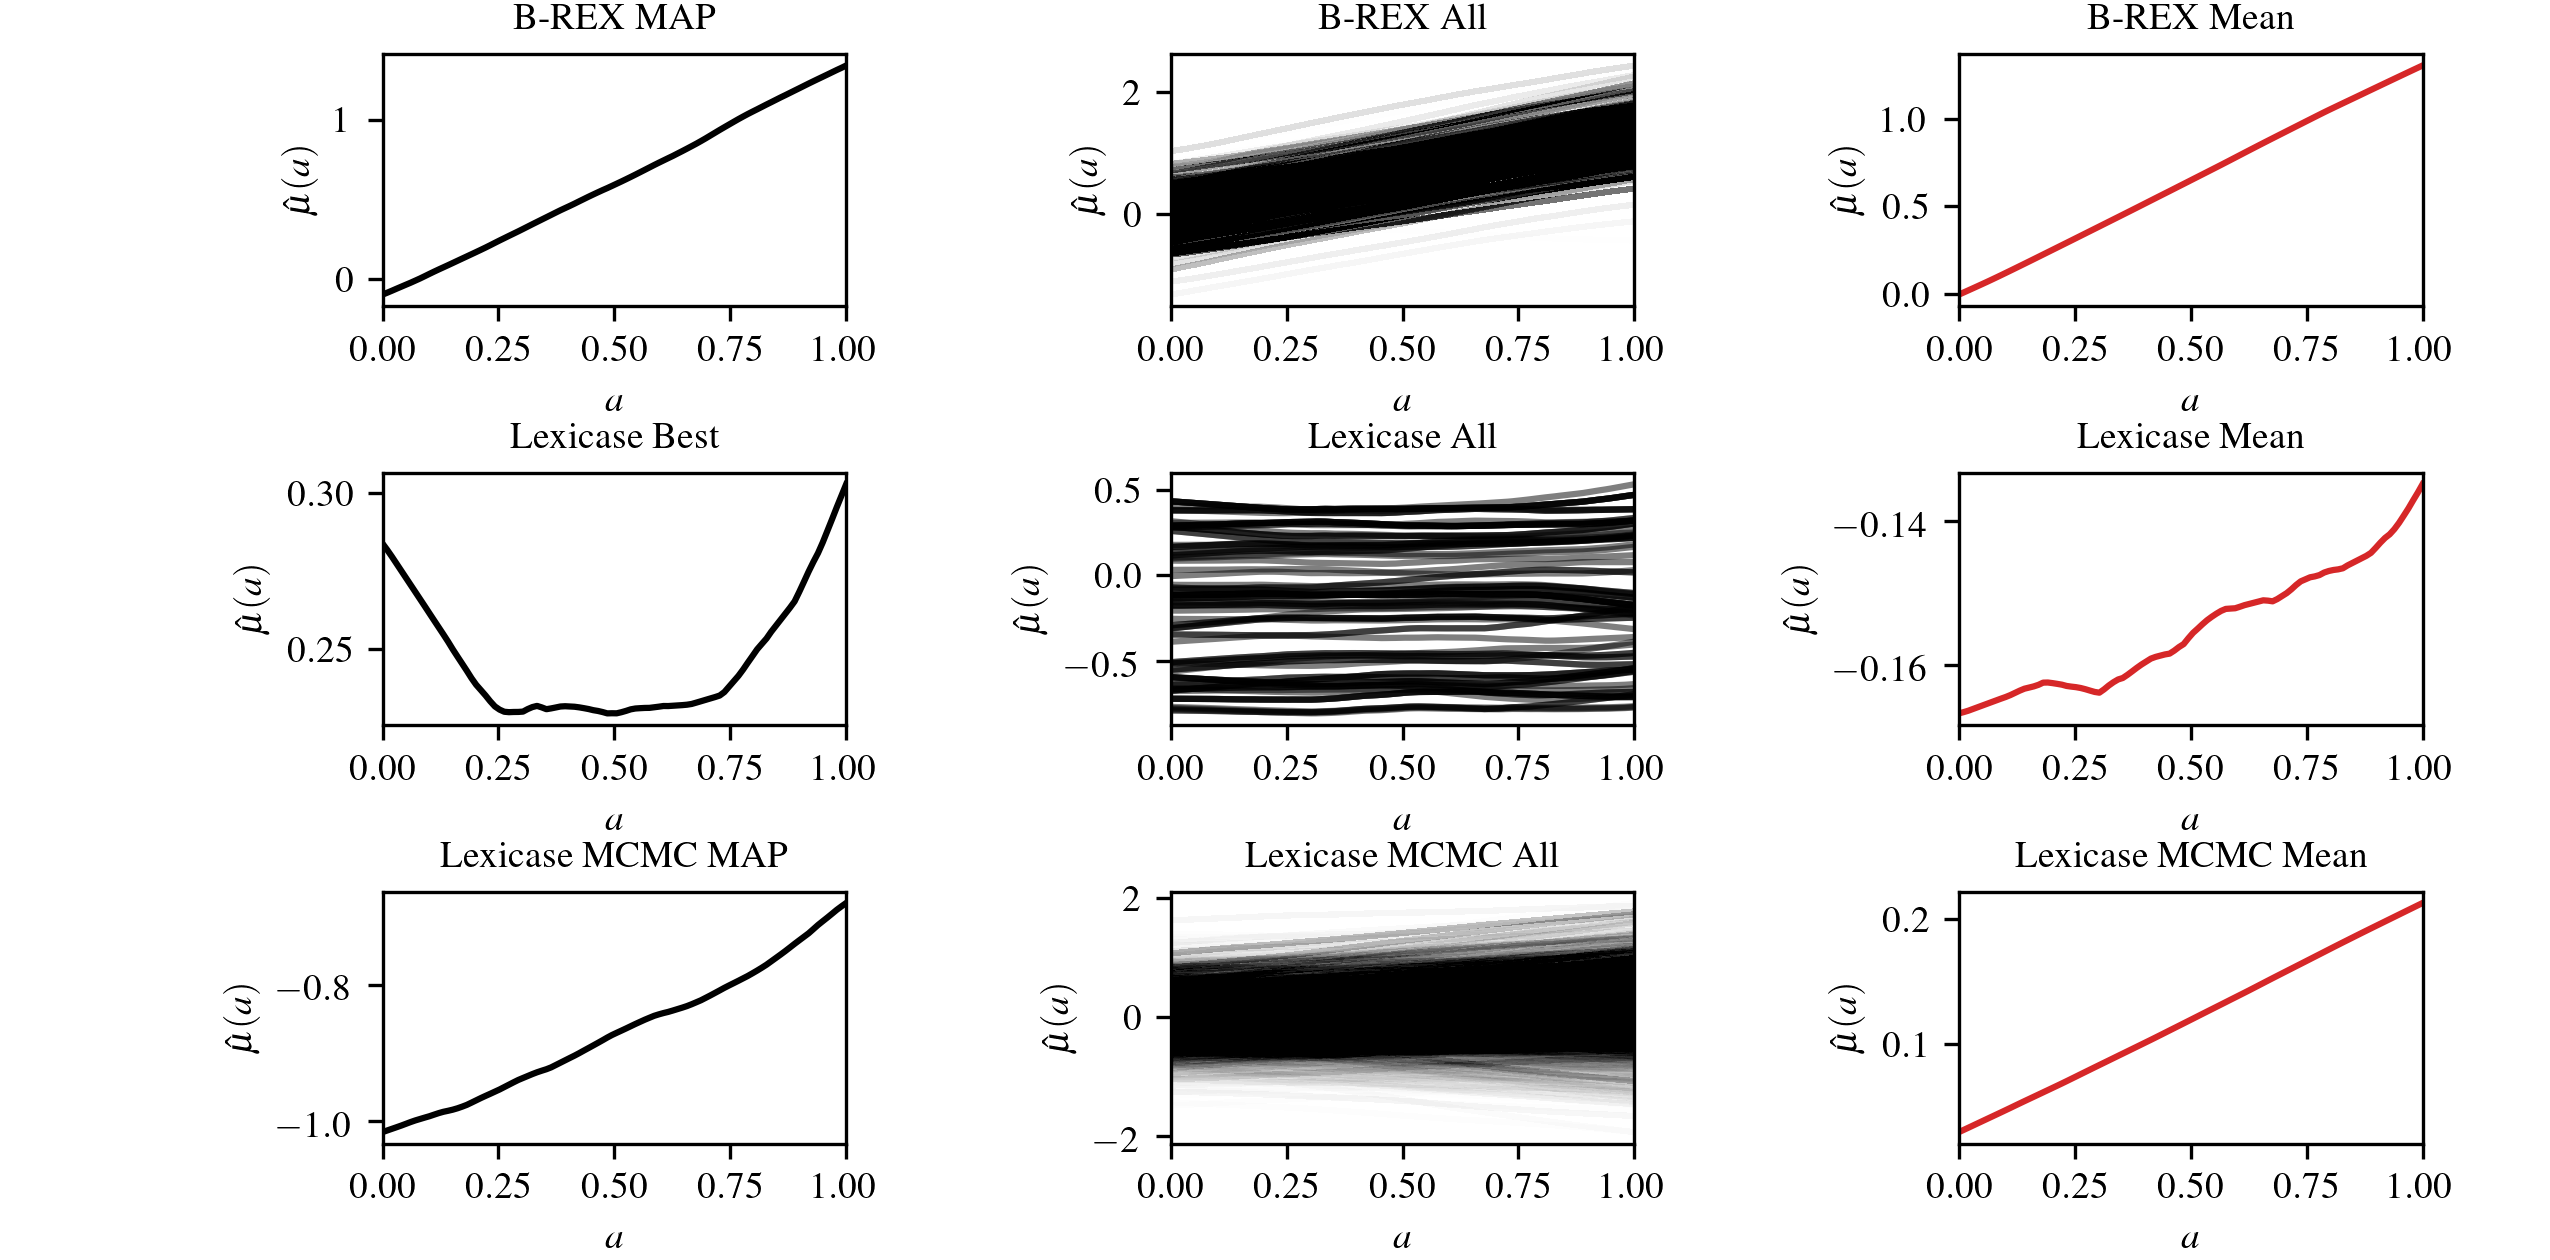 B-REX MAP
μ̂(a)
1
0
0.00 0.25 0.50 0.75 1.00
a
B-REX All
μ̂(a)
2
0
0.00 0.25 0.50 0.75 1.00
a
B-REX Mean
μ̂(a)
1.0
0.5
0.0
0.00 0.25 0.50 0.75 1.00
a
Lexicase Best
μ̂(a)
0.30
0.25
0.00 0.25 0.50 0.75 1.00
a
Lexicase All
μ̂(a)
0.5
0.0
−0.5
0.00 0.25 0.50 0.75 1.00
a
Lexicase Mean
μ̂(a)
−0.14
−0.16
0.00 0.25 0.50 0.75 1.00
a
Lexicase MCMC MAP
μ̂(a)
−0.8
−1.0
0.00 0.25 0.50 0.75 1.00
a
Lexicase MCMC All
μ̂(a)
2
0
−2
0.00 0.25 0.50 0.75 1.00
a
Lexicase MCMC Mean
μ̂(a)
0.2
0.1
0.00 0.25 0.50 0.75 1.00
a